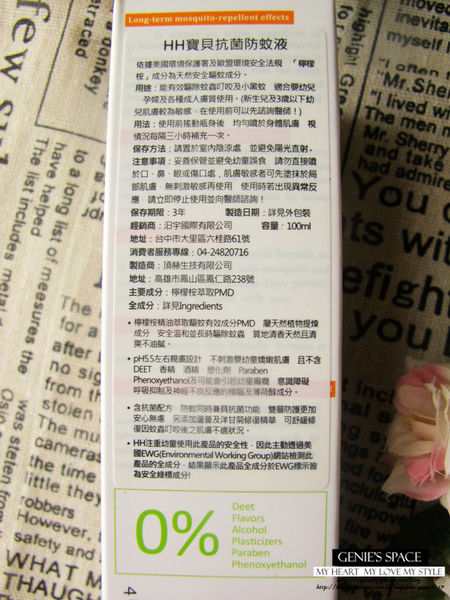 Long-term mosquito-repellent effects
HH寶貝抗菌防蚊液
依據美國環境保護署及歐盟環境安全法規 「檸檬
桉」成分為天然安全驅蚊成分。
用途：能有效驅除蚊蟲叮咬及小黑蚊 適合嬰幼兒
孕婦及各種成人膚質使用。(新生兒及3歲以下幼
兒肌膚較為敏感，在使用前可以先諮詢醫師！)
用法：使用前搖動瓶身後 均勻噴於身體肌膚 視
情況每隔三小時補充一次。
保存方法：請置於室內陰涼處 並避免陽光直射。
注意事項：妥善保管並避免幼童誤食 請勿直接噴
於口、鼻、眼或傷口處，肌膚敏感者可先塗抹於局
部肌膚，無刺激敏感再使用 使用時若出現異常反
應 請立即停止使用並向醫師諮詢！
保存期限：3年 製造日期：詳見外包裝
經銷商：汨宇國際有限公司 容量：100ml
地址：台中市大里區六桂路61號
消費者服務專線：04-24820716
製造商：頂赫生技有限公司
地址：高雄市鳳山區鳳仁路238號
主要成分：檸檬桉萃取PMD
全成分：詳見Ingredients
• 檸檬桉精油萃取驅蚊有效成分PMD 屬天然植物提煉
成分 安全溫和並長時驅除蚊蟲 質地清香天然且清
爽不油膩。
• pH5.5左右親膚設計 不刺激嬰幼童嬌嫩肌膚 且不含
DEET 香精 酒精 塑化劑 Paraben
Phenoxyethanol及可能會引起幼童癲癇 意識障礙
呼吸抑制及神經不良反應的樟腦及薄荷醇成分。
• 含抗菌配方 防蚊同時兼具抗菌功能 雙層防護更加
安心無慮 另添加蘆薈及洋甘菊修復精華 可舒緩修
復因蚊蟲叮咬後之肌膚不適狀況。
• HH注重幼童使用此產品的安全性，因此主動透過美
國EWG(Environmental Working Group)網站檢測此
產品的全成分，結果顯示此產品全成分於EWG標示皆
為安全綠標成分!
0%
Deet
Flavors
Alcohol
Plasticizers
Paraben
Phenoxyethanol
4
GENIE'S SPACE
MY HEART MY LOVE MY STYLE